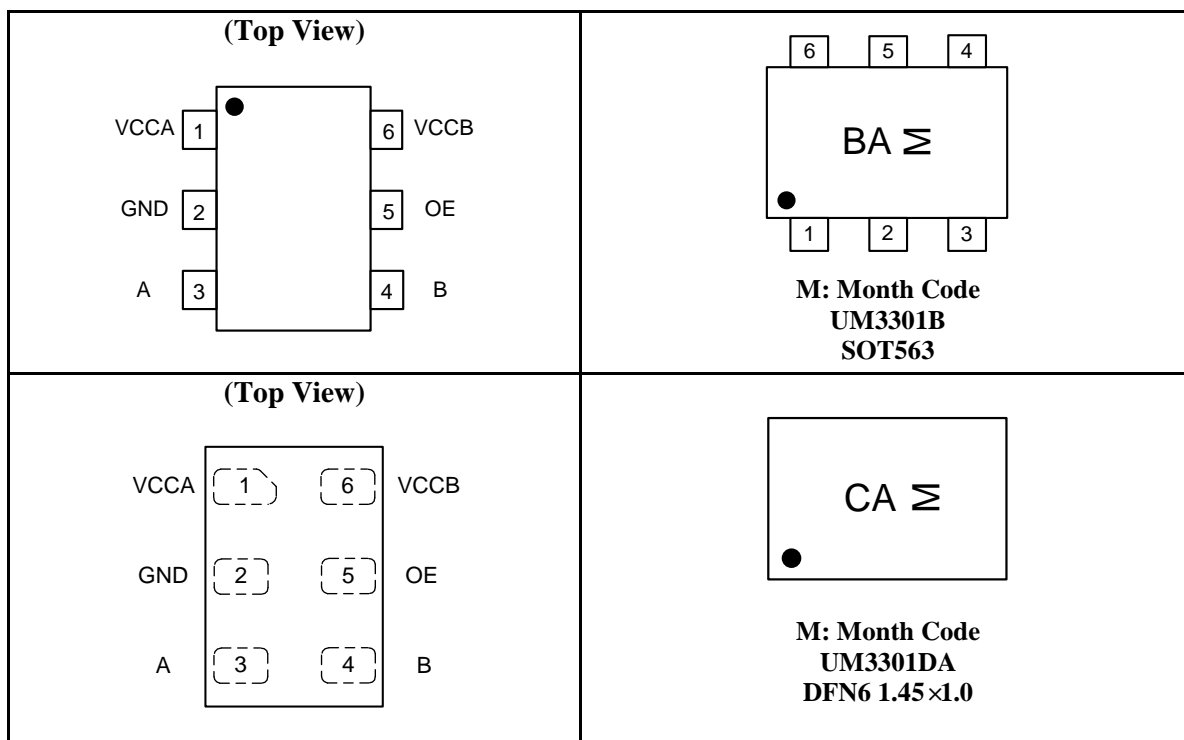 (Top View)
VCCA 1 6 VCCB
GND 2 5 OE
A 3 4 B
6 5 4
BA M
1 2 3
M: Month Code
UM3301B
SOT563
(Top View)
VCCA 1 6 VCCB
GND 2 5 OE
A 3 4 B
CA M
M: Month Code
UM3301DA
DFN6 1.45×1.0